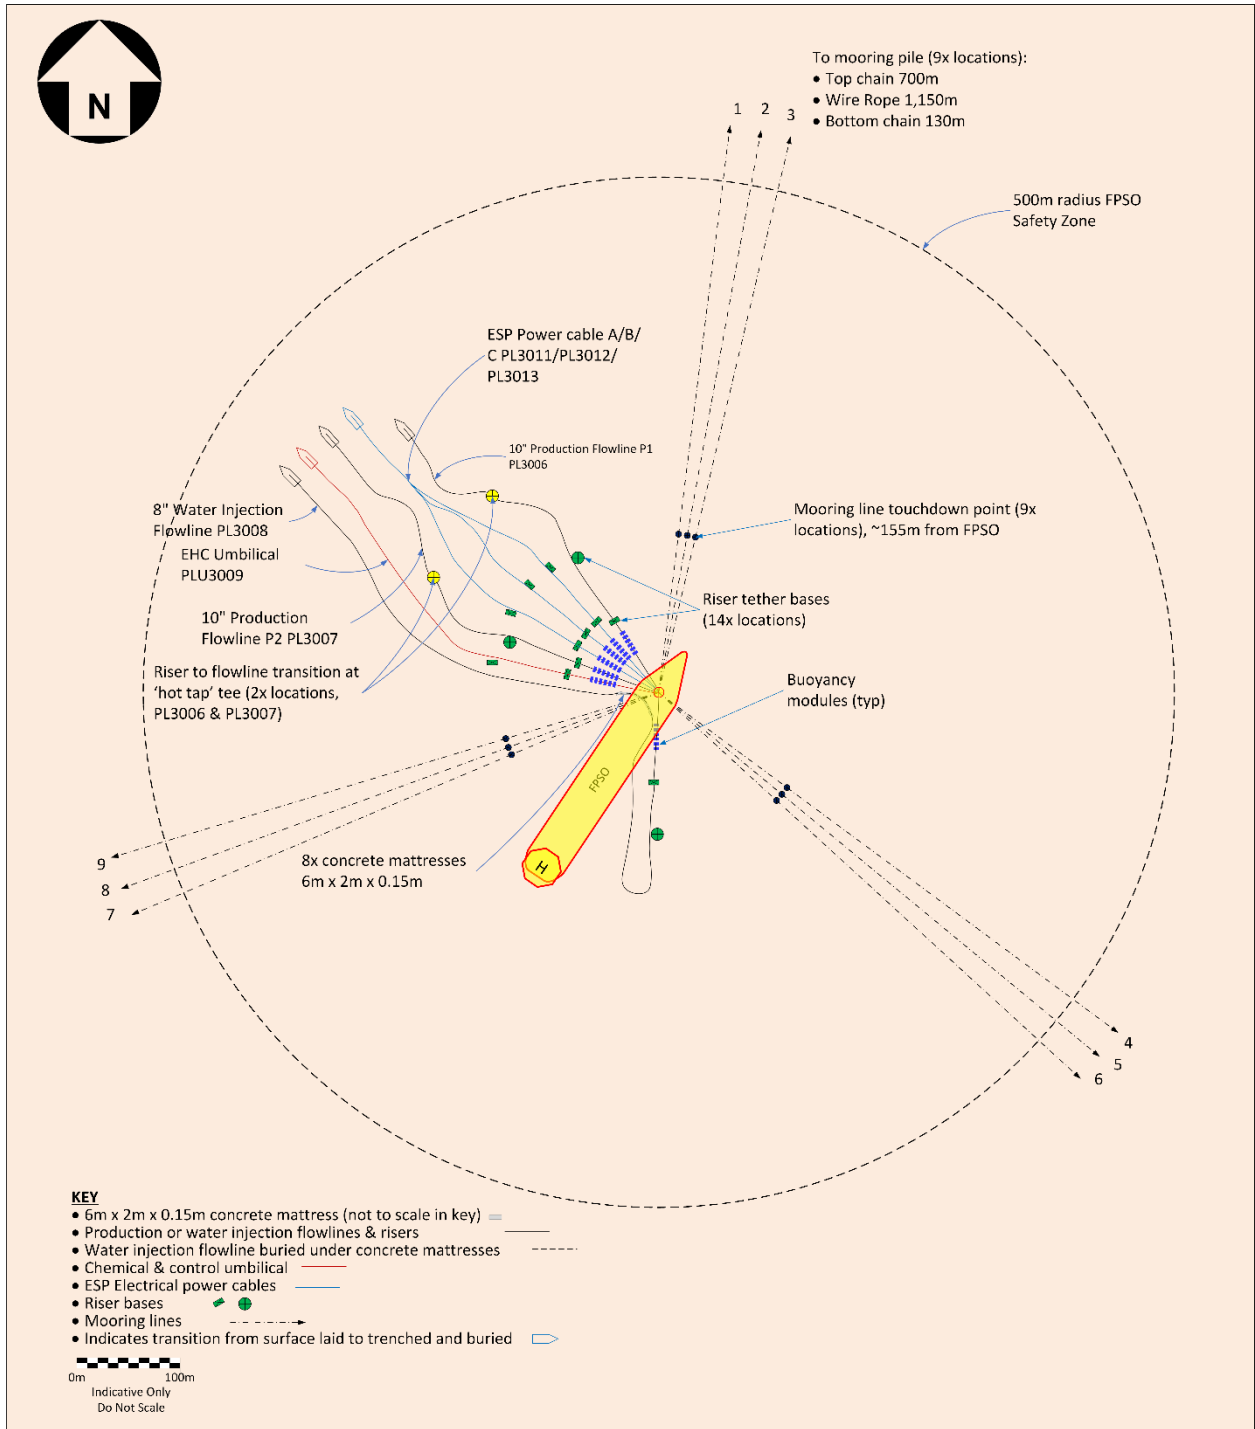 N
To mooring pile (9x locations):
• Top chain 700m
• Wire Rope 1,150m
• Bottom chain 130m
1 2 3
500m radius FPSO
Safety Zone
ESP Power cable A/B/
C PL3011/PL3012/
PL3013
10" Production Flowline P1
PL3006
8" Water Injection
Flowline PL3008
EHC Umbilical
PLU3009
10" Production
Flowline P2 PL3007
Riser to flowline transition at
‘hot tap’ tee (2x locations,
PL3006 & PL3007)
Mooring line touchdown point (9x
locations), ~155m from FPSO
Riser tether bases
(14x locations)
Buoyancy
modules (typ)
FPSO
H
8x concrete mattresses
6m x 2m x 0.15m
9
8
7
4
5
6
KEY
• 6m x 2m x 0.15m concrete mattress (not to scale in key)
• Production or water injection flowlines & risers
• Water injection flowline buried under concrete mattresses
• Chemical & control umbilical
• ESP Electrical power cables
• Riser bases
• Mooring lines
• Indicates transition from surface laid to trenched and buried
0m 100m
Indicative Only
Do Not Scale